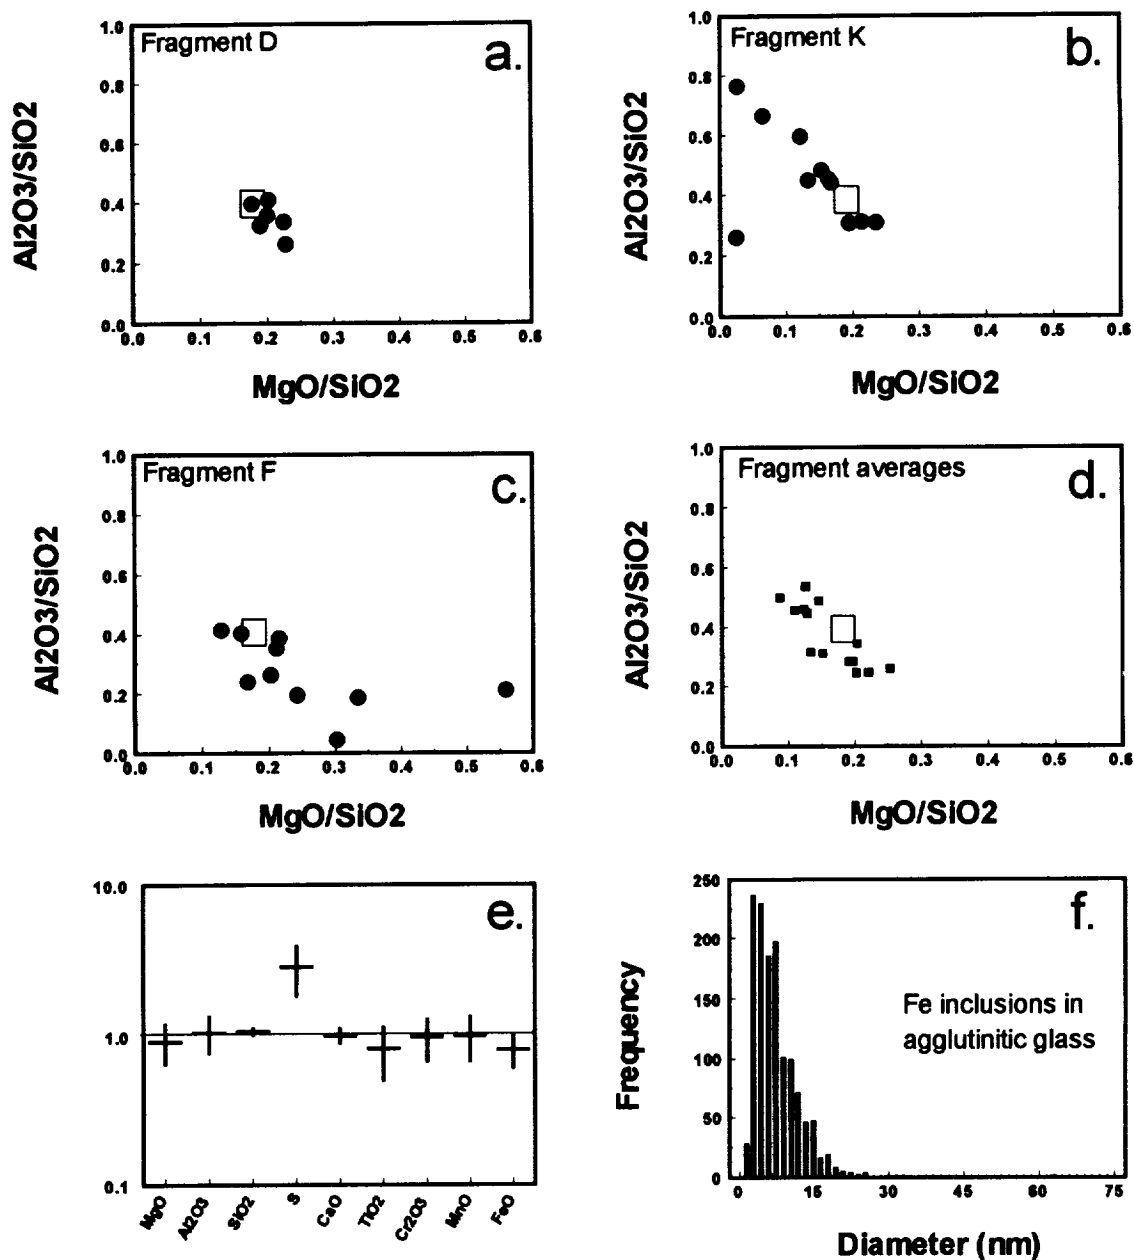 Fragment D
a.
1.0
0.8
0.6
0.4
0.2
0.0
Al2O3/SiO2
0.0 0.1 0.2 0.3 0.4 0.5 0.6
MgO/SiO2
Fragment K
b.
1.0
0.8
0.6
0.4
0.2
0.0
Al2O3/SiO2
0.0 0.1 0.2 0.3 0.4 0.5 0.6
MgO/SiO2
Fragment F
c.
1.0
0.8
0.6
0.4
0.2
0.0
Al2O3/SiO2
0.0 0.1 0.2 0.3 0.4 0.5 0.6
MgO/SiO2
Fragment averages
d.
1.0
0.8
0.6
0.4
0.2
0.0
Al2O3/SiO2
0.0 0.1 0.2 0.3 0.4 0.5 0.6
MgO/SiO2
e.
10.0
1.0
0.1
MgO Al2O3 SiO2 S CaO TiO2 Cr2O3 MnO FeO
f.
250
200
150
100
50
0
Frequency
Fe inclusions in
agglutinitic glass
0 15 30 45 60 75
Diameter (nm)